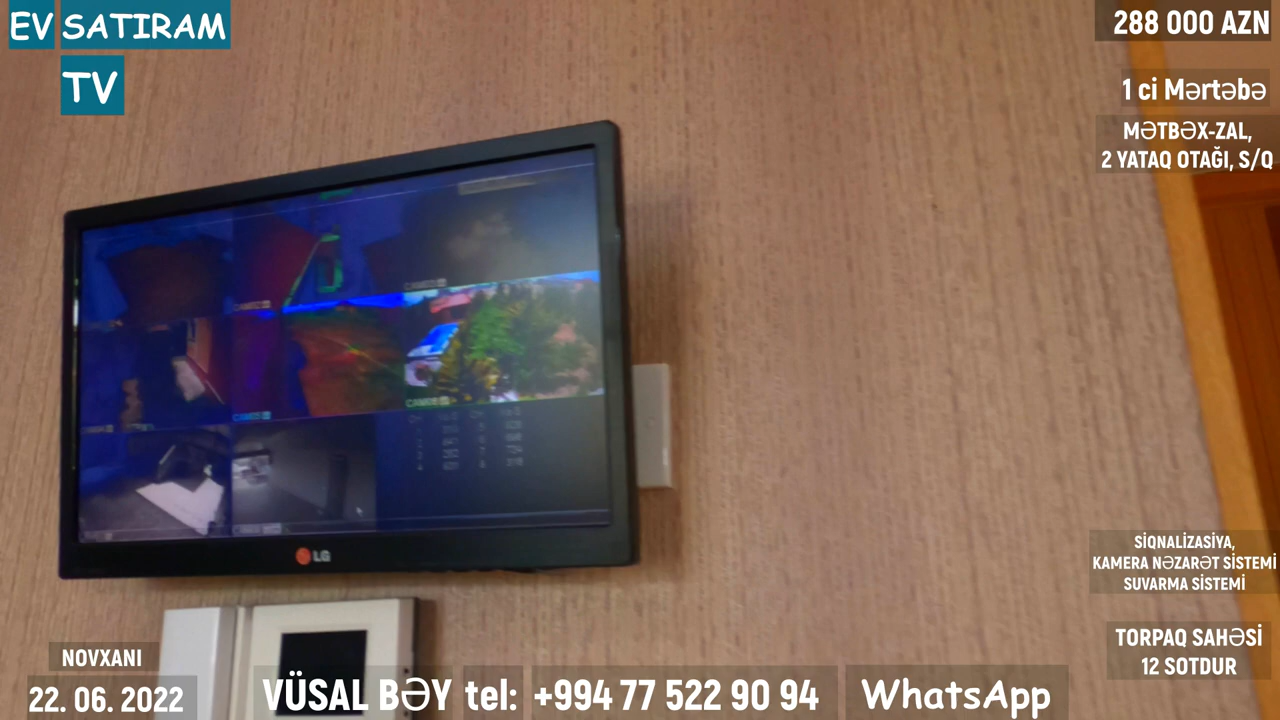 EV SATIRAM
TV
288 000 AZN
1 ci Mərtəbə
MƏTBƏX-ZAL,
2 YATAQ OTAĞI, S/Q
LG
SİQNALİZASİYA,
KAMERA NƏZARƏT SİSTEMİ
SUVARMA SİSTEMİ
TORPAQ SAHƏSİ
12 SOTDUR
NOVXANI
22. 06. 2022
VÜSAL BƏY tel: +994 77 522 90 94 WhatsApp